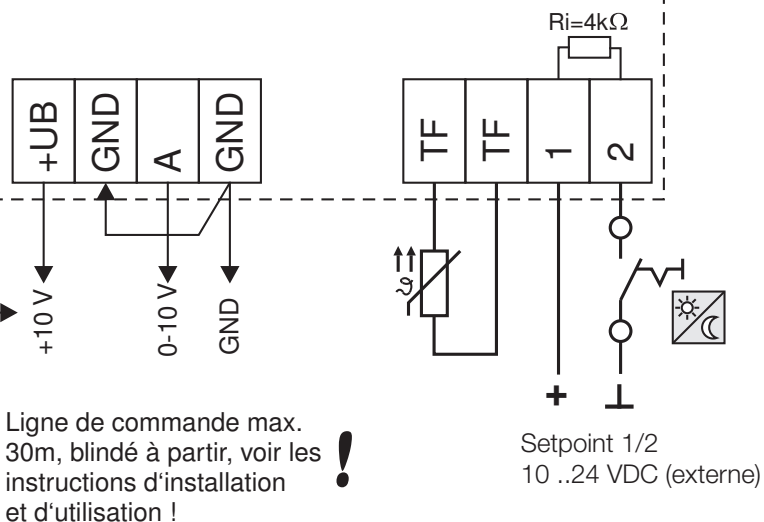 Ri=4kΩ
+UB GND A GND
TF TF 1 2
+10 V 0-10 V GND
ϑ
+ ⊥
Ligne de commande max.
30m, blindé à partir, voir les
instructions d‘installation
et d‘utilisation !
!
Setpoint 1/2
10 ..24 VDC (externe)